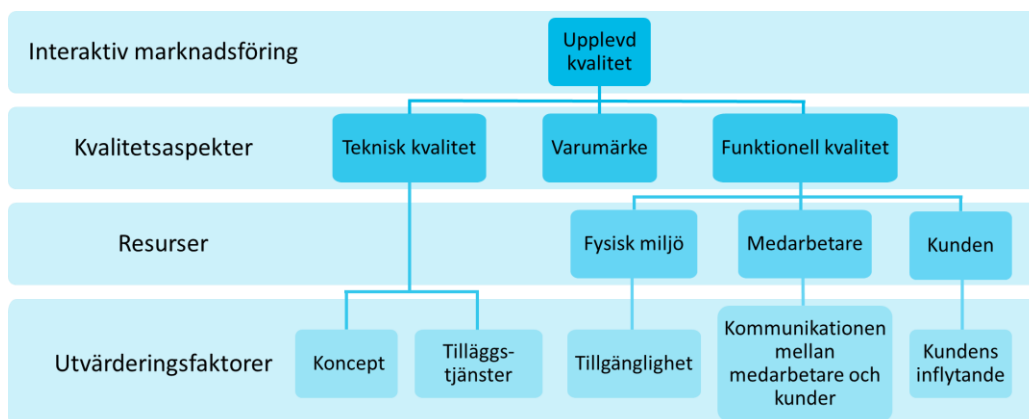 Interaktiv marknadsföring
Upplevd
kvalitet
Kvalitetsaspekter
Teknisk kvalitet
Varumärke
Funktionell kvalitet
Resurser
Fysisk miljö
Medarbetare
Kunden
Utvärderingsfaktorer
Koncept
Tilläggs-
tjänster
Tillgänglighet
Kommunikationen
mellan
medarbetare och
kunder
Kundens
inflytande